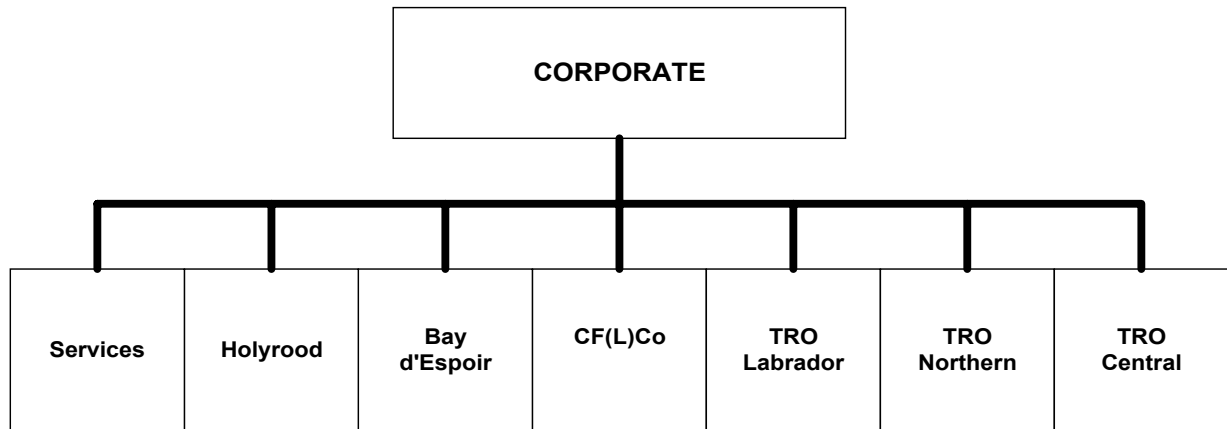 CORPORATE
Services
Holyrood
Bay
d'Espoir
CF(L)Co
TRO
Labrador
TRO
Northern
TRO
Central